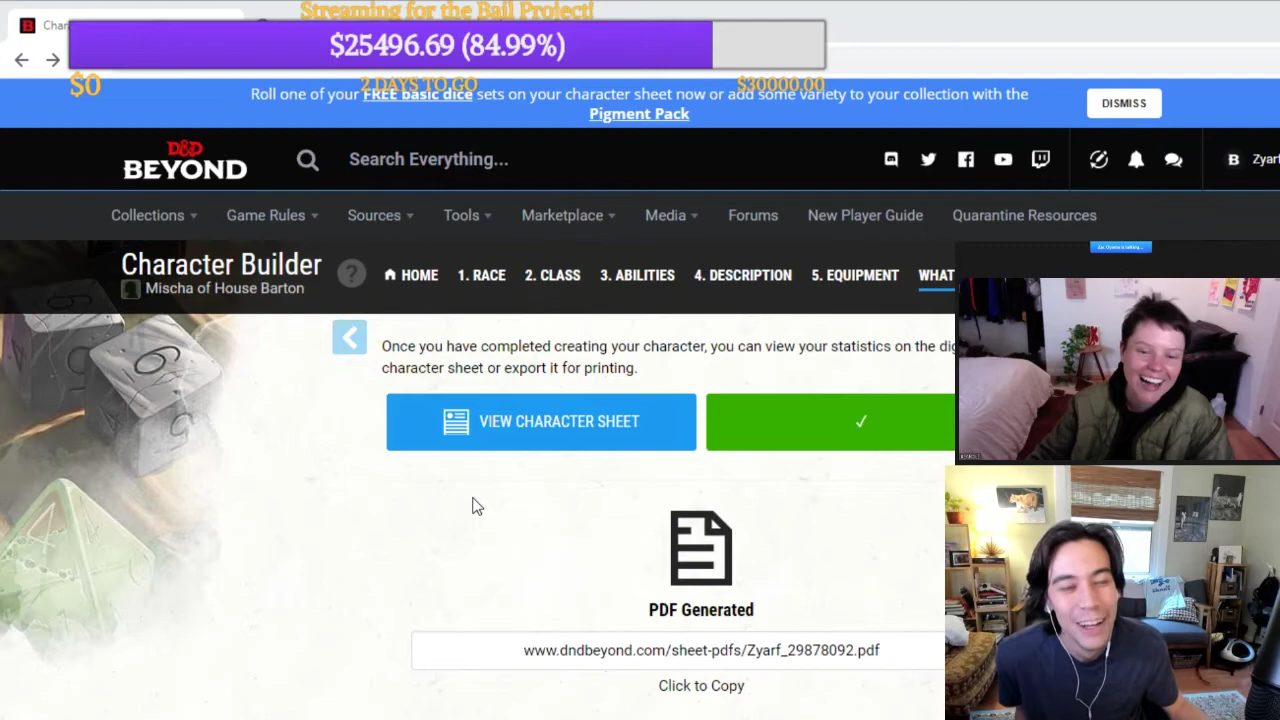 Streaming for the Bail Project!
Char
$25496.69 (84.99%)
$0
2 DAYS TO GO
$30000.00
Roll one of your FREE basic dice sets on your character sheet now or add some variety to your collection with the
Pigment Pack
DISMISS
D&D
BEYOND
Search Everything...
Zyarf
Collections
Game Rules
Sources
Tools
Marketplace
Media
Forums
New Player Guide
Quarantine Resources
Character Builder
?
HOME
1. RACE
2. CLASS
3. ABILITIES
4. DESCRIPTION
5. EQUIPMENT
WHAT
Mischa of House Barton
Once you have completed creating your character, you can view your statistics on the dig
character sheet or export it for printing.
VIEW CHARACTER SHEET
PDF Generated
www.dndbeyond.com/sheet-pdfs/Zyarf_29878092.pdf
Click to Copy